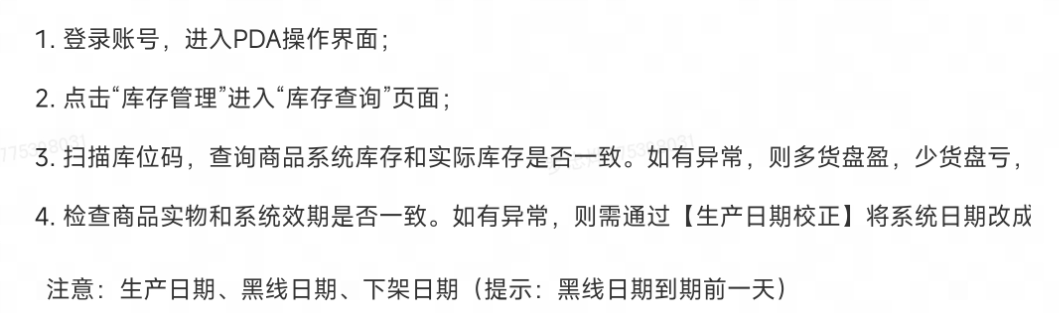 1. 登录账号，进入PDA操作界面；
2. 点击“库存管理”进入“库存查询”页面；
3. 扫描库位码，查询商品系统库存和实际库存是否一致。如有异常，则多货盘盈，少货盘亏，
4. 检查商品实物和系统效期是否一致。如有异常，则需通过【生产日期校正】将系统日期改成
注意：生产日期、黑线日期、下架日期（提示：黑线日期到期前一天）